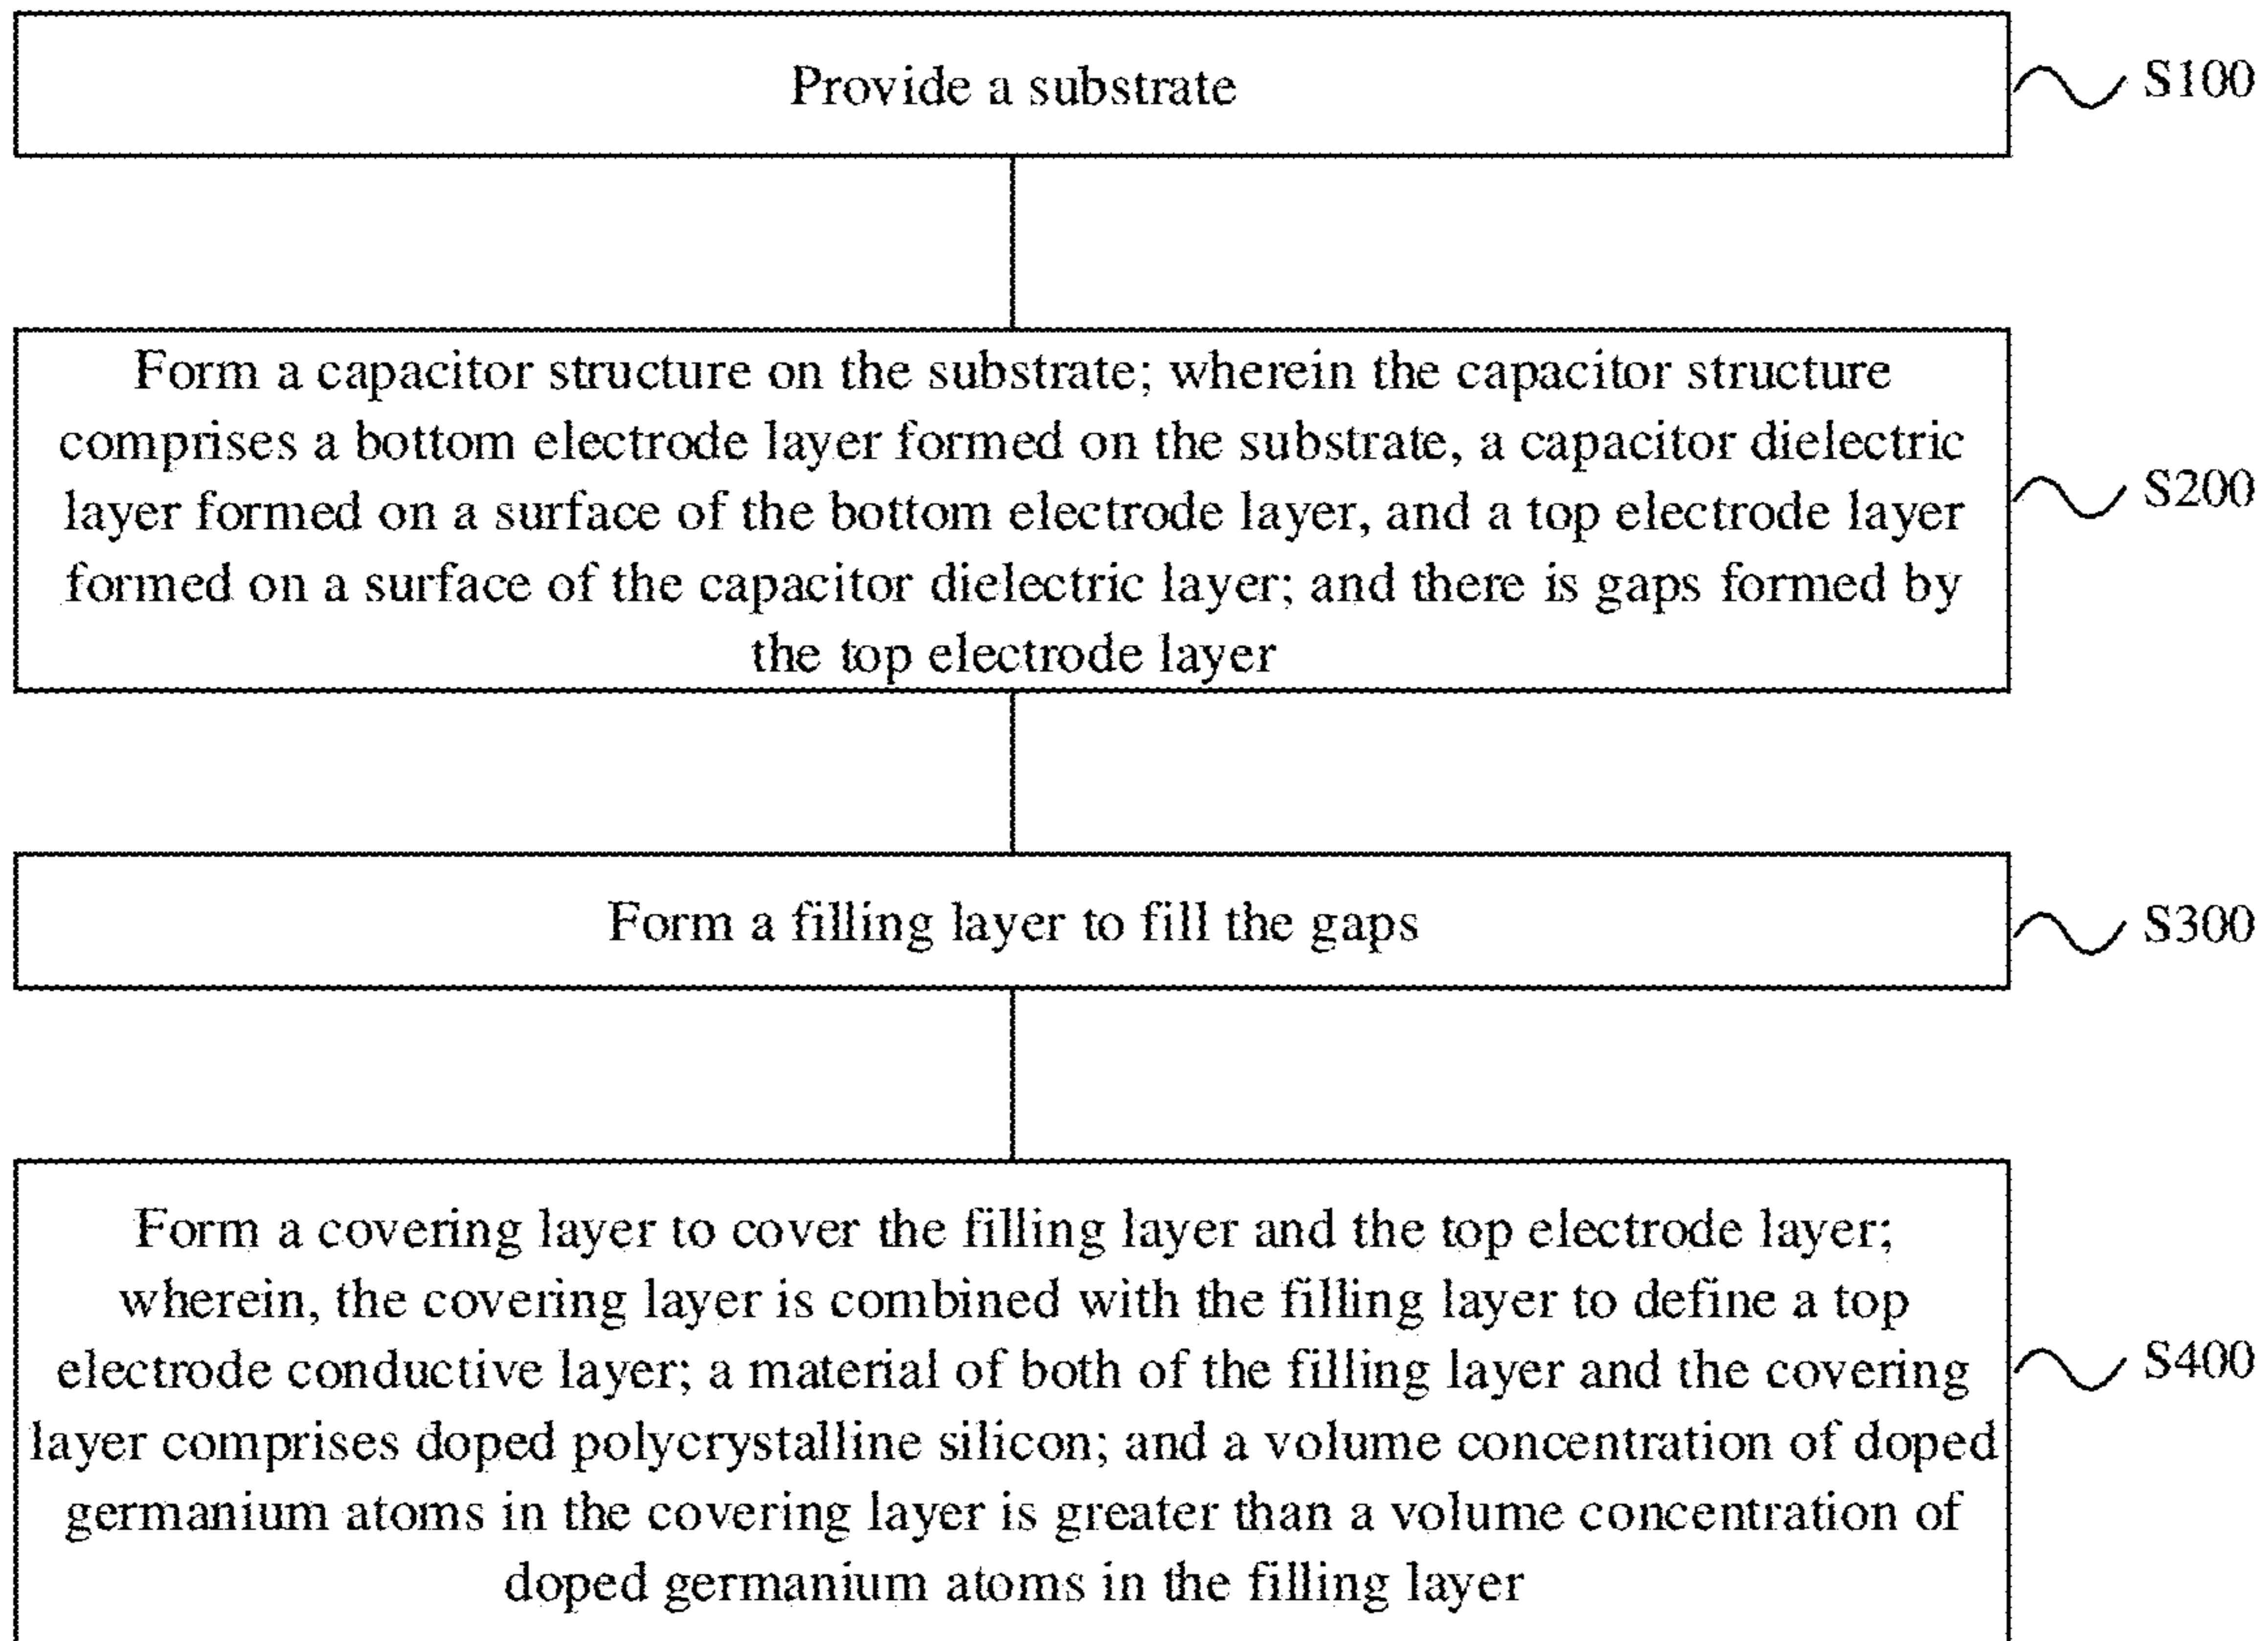 Provide a substrate
S100
Form a capacitor structure on the substrate; wherein the capacitor structure
comprises a bottom electrode layer formed on the substrate, a capacitor dielectric
layer formed on a surface of the bottom electrode layer, and a top electrode layer
formed on a surface of the capacitor dielectric layer; and there is gaps formed by
the top electrode layer
S200
Form a filling layer to fill the gaps
S300
Form a covering layer to cover the filling layer and the top electrode layer;
wherein, the covering layer is combined with the filling layer to define a top
electrode conductive layer; a material of both of the filling layer and the covering
layer comprises doped polycrystalline silicon; and a volume concentration of doped
germanium atoms in the covering layer is greater than a volume concentration of
doped germanium atoms in the filling layer
S400